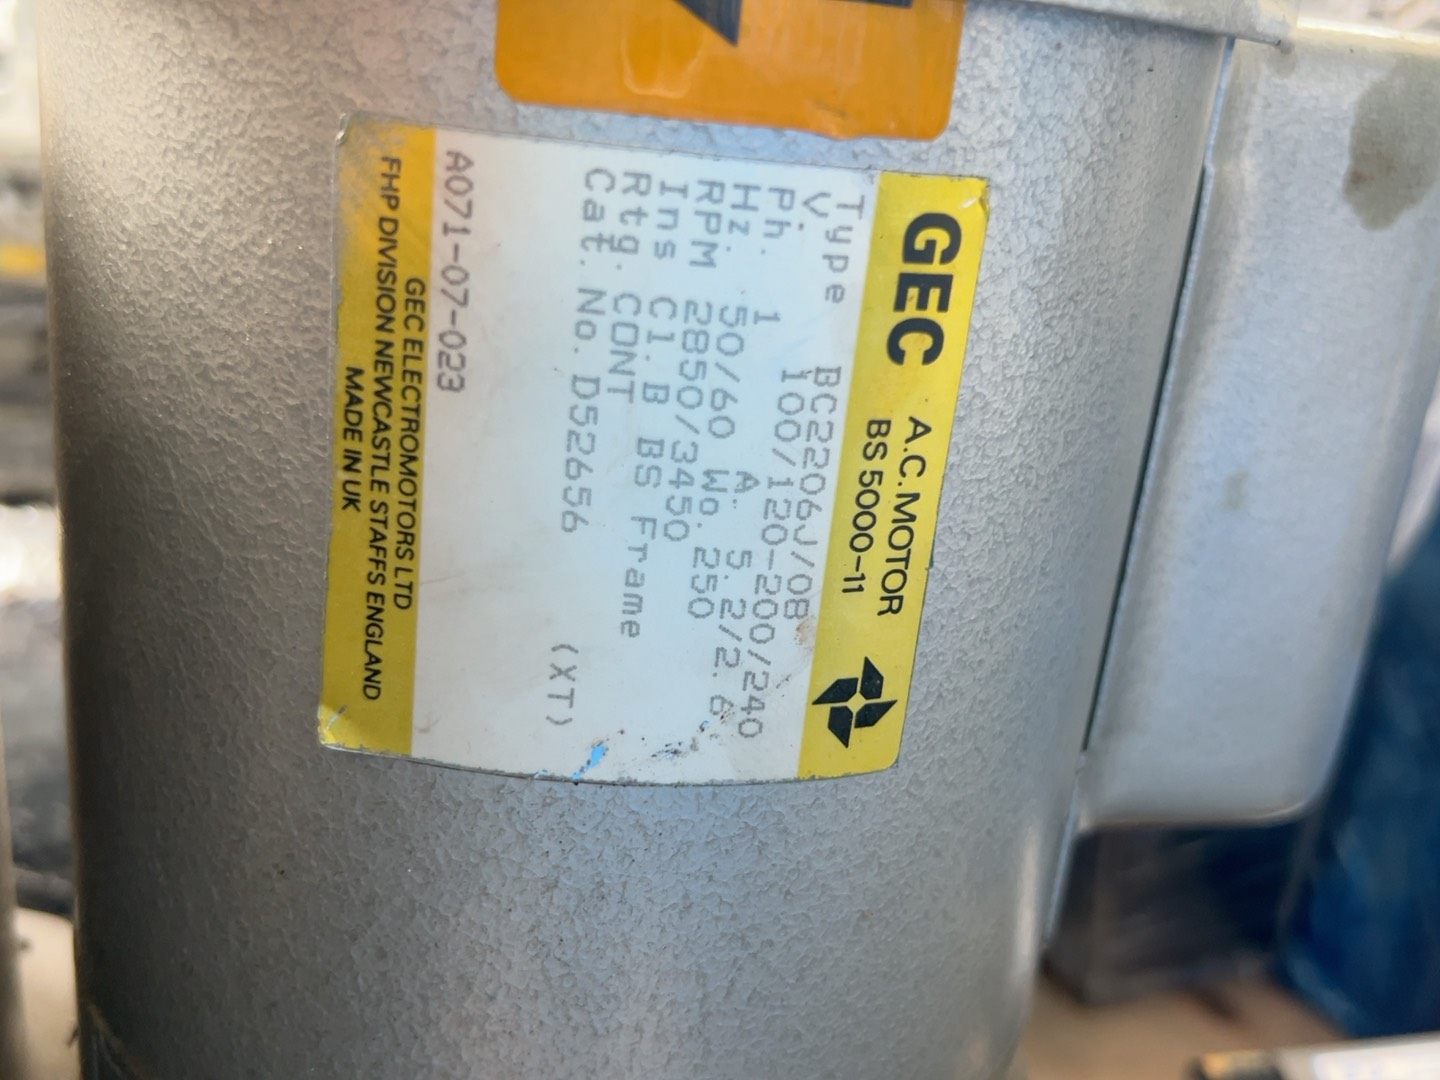 GEC A.C. MOTOR
BS 5000-11
Type BC2206J/0B
V. 100/120-200/240
Ph. 1 A. 5.2/2.6
Hz. 50/60 Wo. 250
RPM 2850/3450
Ins Cl. B BS Frame
Rtg. CONT
Cat. No. D52656 (XT)
A071-07-023
GEC ELECTROMOTORS LTD
FHP DIVISION NEWCASTLE STAFFS ENGLAND
MADE IN UK